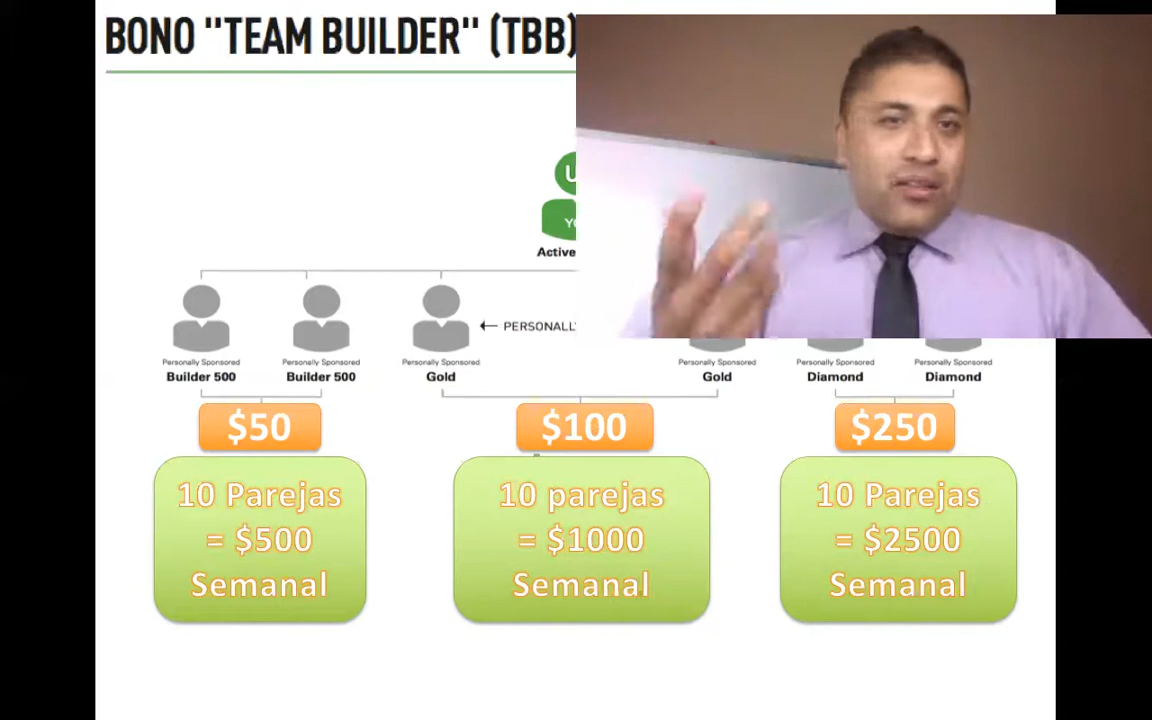 BONO "TEAM BUILDER" (TBB)
Active
PERSONALLY
Personally Sponsored
Builder 500
Personally Sponsored
Builder 500
Personally Sponsored
Gold
Personally Sponsored
Gold
Personally Sponsored
Diamond
Personally Sponsored
Diamond
$50
$100
$250
10 Parejas
= $500
Semanal
10 parejas
= $1000
Semanal
10 Parejas
= $2500
Semanal